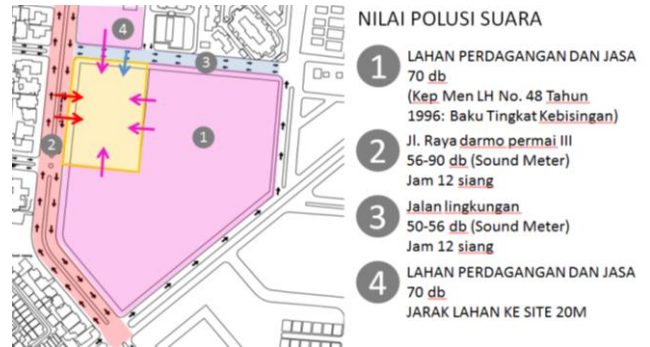 4
3
1
2
NILAI POLUSI SUARA
1
LAHAN PERDAGANGAN DAN JASA
70 db
(Kep Men LH No. 48 Tahun
1996: Baku Tingkat Kebisingan)
2
Jl. Raya darmo permai III
56-90 db (Sound Meter)
Jam 12 siang
3
Jalan lingkungan
50-56 db (Sound Meter)
Jam 12 siang
4
LAHAN PERDAGANGAN DAN JASA
70 db
JARAK LAHAN KE SITE 20M